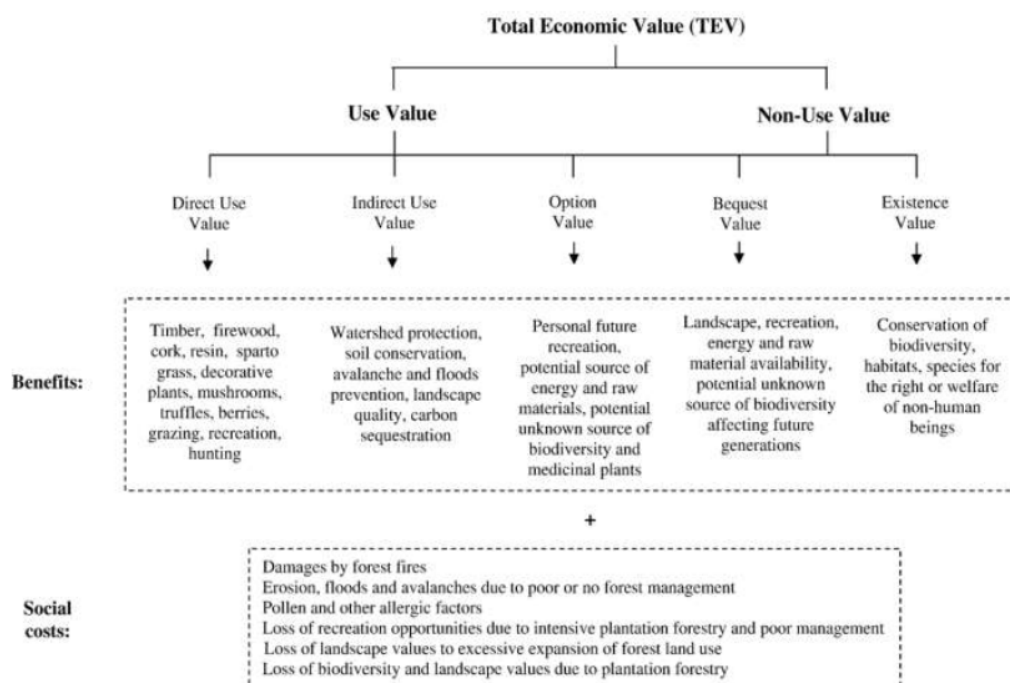 Total Economic Value (TEV)
Use Value
Non-Use Value
Direct Use
Value
Indirect Use
Value
Option
Value
Bequest
Value
Existence
Value
Benefits:
Timber, firewood,
cork, resin, sparto
grass, decorative
plants, mushrooms,
truffles, berries,
grazing, recreation,
hunting
Watershed protection,
soil conservation,
avalanche and floods
prevention, landscape
quality, carbon
sequestration
Personal future
recreation,
potential source of
energy and raw
materials, potential
unknown source of
biodiversity and
medicinal plants
Landscape, recreation,
energy and raw
material availability,
potential unknown
source of biodiversity
affecting future
generations
Conservation of
biodiversity,
habitats, species for
the right or welfare
of non-human
beings
+
Social
costs:
Damages by forest fires
Erosion, floods and avalanches due to poor or no forest management
Pollen and other allergic factors
Loss of recreation opportunities due to intensive plantation forestry and poor management
Loss of landscape values to excessive expansion of forest land use
Loss of biodiversity and landscape values due to plantation forestry